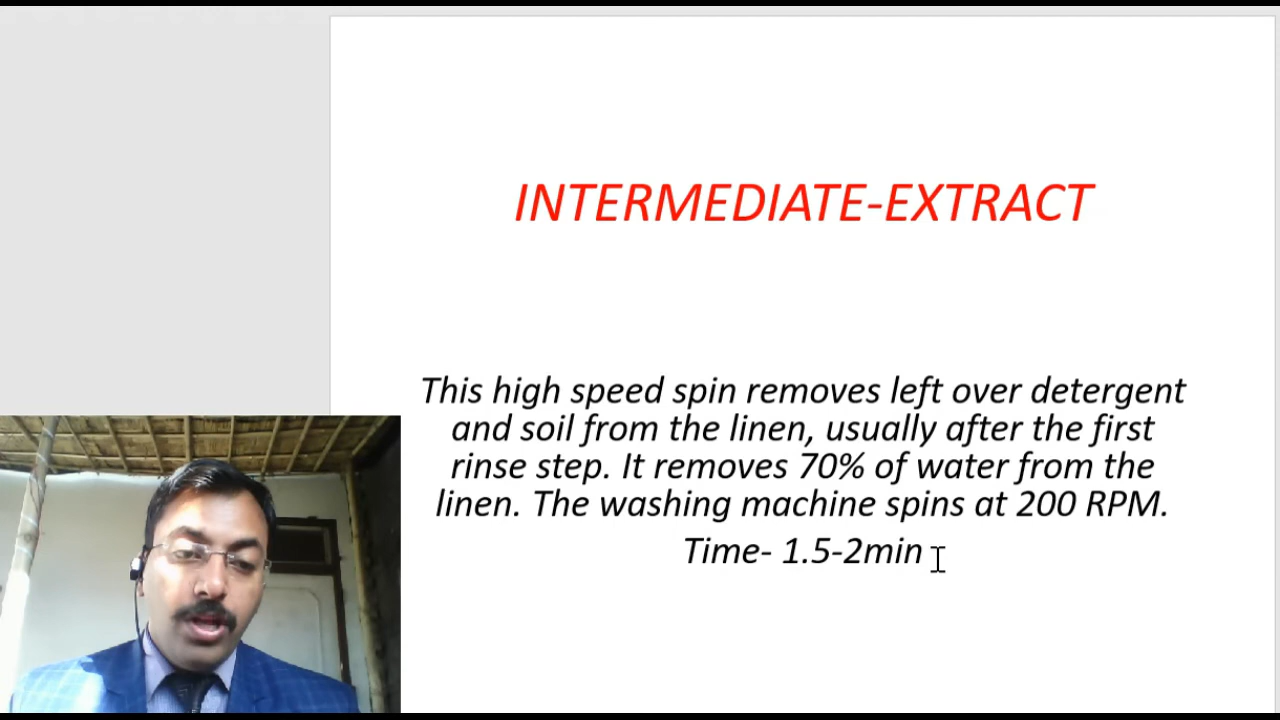 INTERMEDIATE-EXTRACT
This high speed spin removes left over detergent
and soil from the linen, usually after the first
rinse step. It removes 70% of water from the
linen. The washing machine spins at 200 RPM.
Time- 1.5-2min